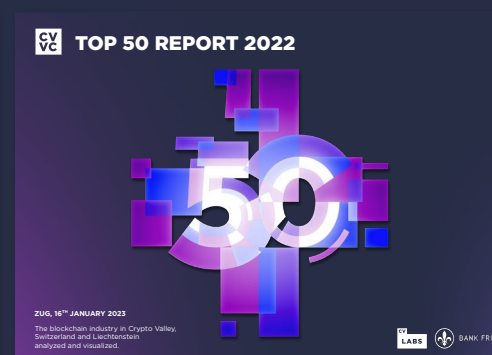 CV
VC
TOP 50 REPORT 2022
50
ZUG, 16TH JANUARY 2023
The blockchain industry in Crypto Valley,
Switzerland and Liechtenstein
analyzed and visualized.
CV
LABS
BANK